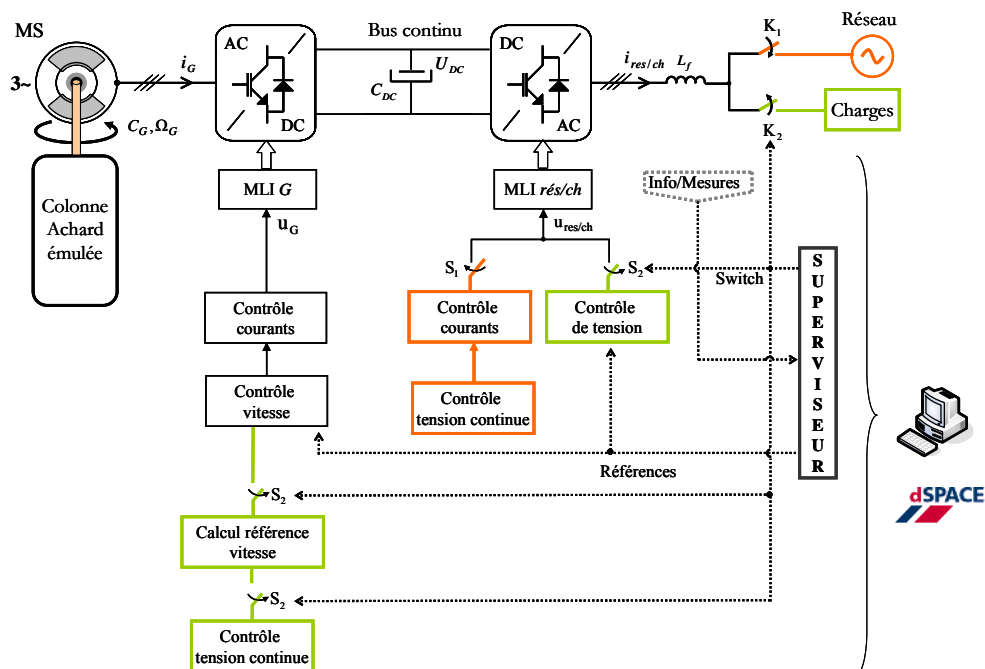 MS
3~
i_G
C_G, Ω_G
Colonne
Achard
émulée
AC
DC
Bus continu
U_DC
C_DC
DC
AC
i_res/ch
L_f
K_1
Réseau
Charges
K_2
MLI G
u_G
MLI rés/ch
u_res/ch
Info/Mesures
S_1
S_2
Switch
Contrôle
courants
Contrôle
courants
Contrôle
de tension
Contrôle
vitesse
Contrôle
tension continue
SUPERVISEUR
Références
S_2
Calcul référence
vitesse
S_2
Contrôle
tension continue
dSPACE